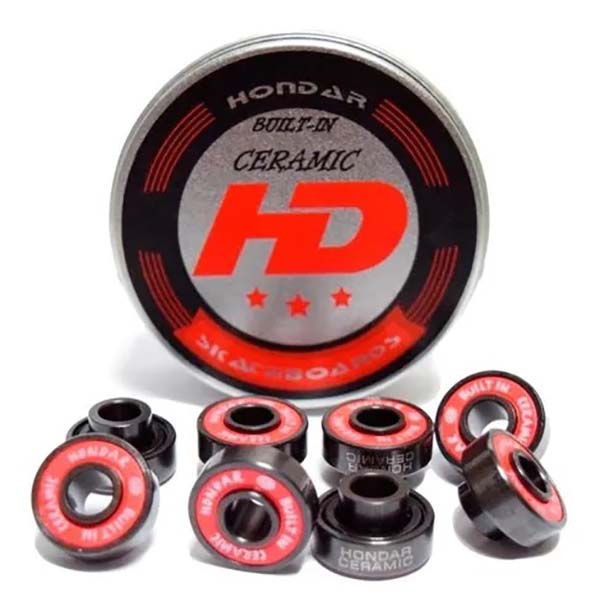 HONDAR
BUILT-IN
CERAMIC
HD
SKATEBOARDS
HONDAR
BUILT IN
CERAMIC
HONDAR
BUILT IN
CERAMIC
HONDAR
CERAMIC
HONDAR
CERAMIC
BUILT IN